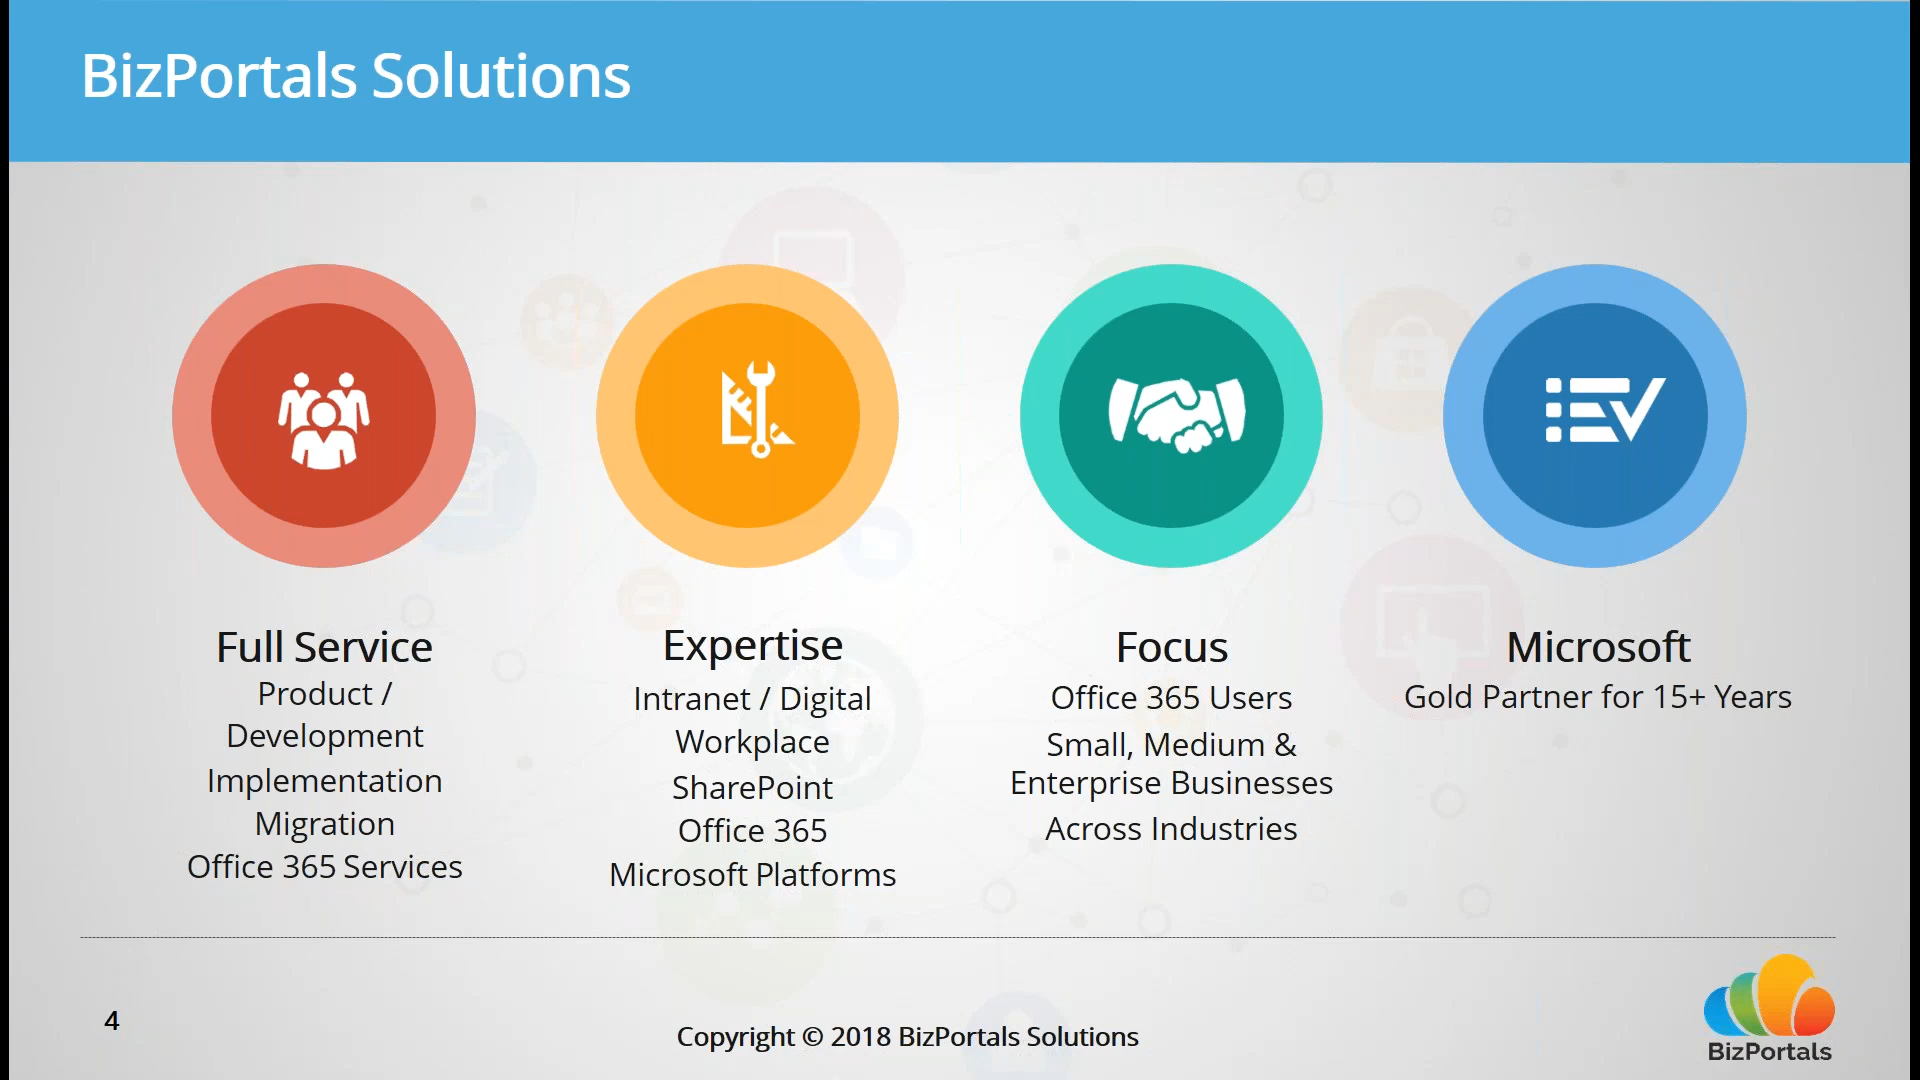 BizPortals Solutions
Full Service
Product /
Development
Implementation
Migration
Office 365 Services
Expertise
Intranet / Digital
Workplace
SharePoint
Office 365
Microsoft Platforms
Focus
Office 365 Users
Small, Medium &
Enterprise Businesses
Across Industries
Microsoft
Gold Partner for 15+ Years
4
Copyright © 2018 BizPortals Solutions
BizPortals